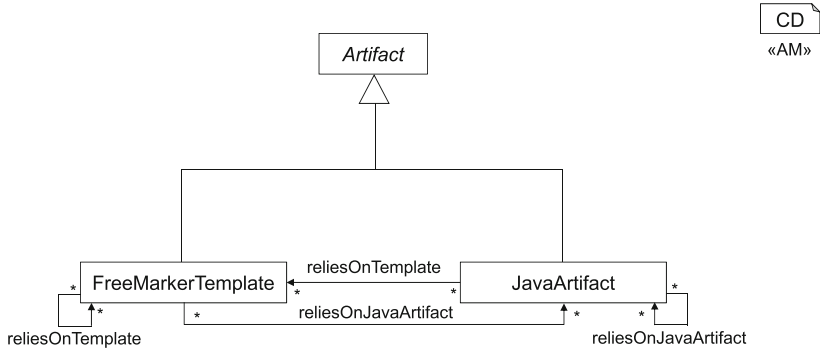 CD
«AM»
Artifact
FreeMarkerTemplate
reliesOnTemplate
JavaArtifact
* * * *
* * * *
reliesOnJavaArtifact
reliesOnTemplate
reliesOnJavaArtifact